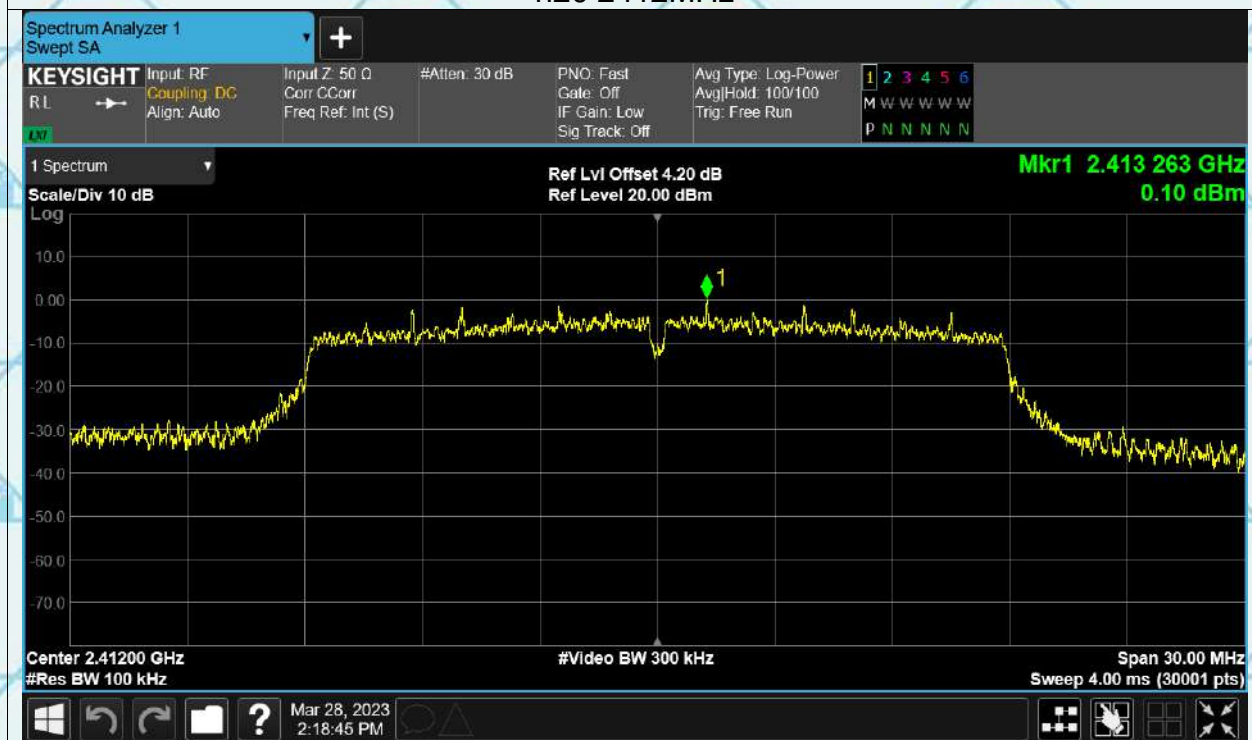 Spectrum Analyzer 1
Swept SA
+
KEYSIGHT
RL
LXI
Input: RF
Coupling: DC
Align: Auto
Input Z: 50 Ω
Corr CCorr
Freq Ref: Int (S)
#Atten: 30 dB
PNO: Fast
Gate: Off
IF Gain: Low
Sig Track: Off
Avg Type: Log-Power
Avg|Hold: 100/100
Trig: Free Run
1 2 3 4 5 6
M W W W W W
P N N N N N
1 Spectrum
Scale/Div 10 dB
Log
Ref Lvl Offset 4.20 dB
Ref Level 20.00 dBm
Mkr1 2.413 263 GHz
0.10 dBm
10.0
0.00
-10.0
-20.0
-30.0
-40.0
-50.0
-60.0
-70.0
1
Center 2.41200 GHz
#Res BW 100 kHz
#Video BW 300 kHz
Span 30.00 MHz
Sweep 4.00 ms (30001 pts)
?
Mar 28, 2023
2:18:45 PM